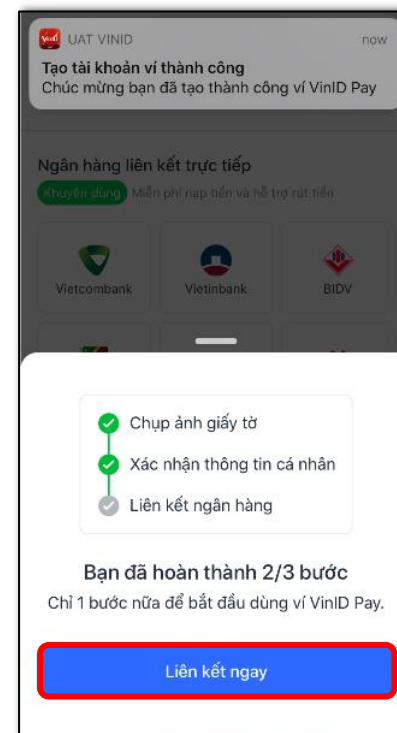 UAT VINID
now
Tạo tài khoản ví thành công
Chúc mừng bạn đã tạo thành công ví VinID Pay
Ngân hàng liên kết trực tiếp
Khuyên dùng Miễn phí nạp tiền và hỗ trợ rút tiền
Vietcombank
Vietinbank
BIDV
Chụp ảnh giấy tờ
Xác nhận thông tin cá nhân
Liên kết ngân hàng
Bạn đã hoàn thành 2/3 bước
Chỉ 1 bước nữa để bắt đầu dùng ví VinID Pay.
Liên kết ngay